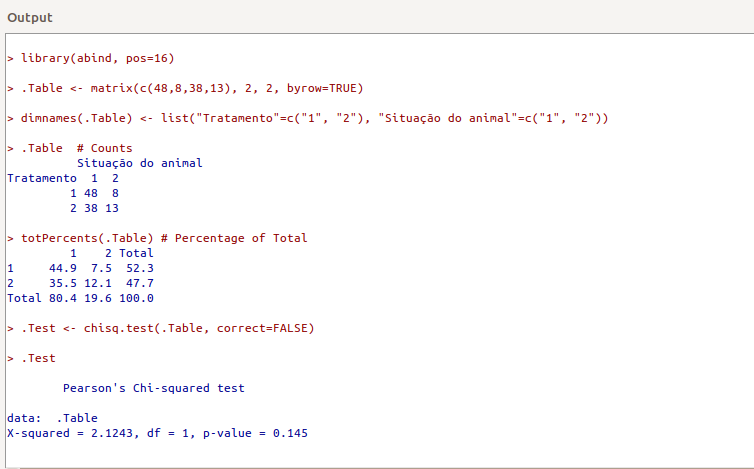 Output
> library(abind, pos=16)
> .Table <- matrix(c(48,8,38,13), 2, 2, byrow=TRUE)
> dimnames(.Table) <- list("Tratamento"=c("1", "2"), "Situação do animal"=c("1", "2"))
> .Table  # Counts
          Situação do animal
Tratamento  1  2
         1 48  8
         2 38 13
> totPercents(.Table) # Percentage of Total
         1    2 Total
1     44.9  7.5  52.3
2     35.5 12.1  47.7
Total 80.4 19.6 100.0
> .Test <- chisq.test(.Table, correct=FALSE)
> .Test
        Pearson's Chi-squared test
data:  .Table
X-squared = 2.1243, df = 1, p-value = 0.145